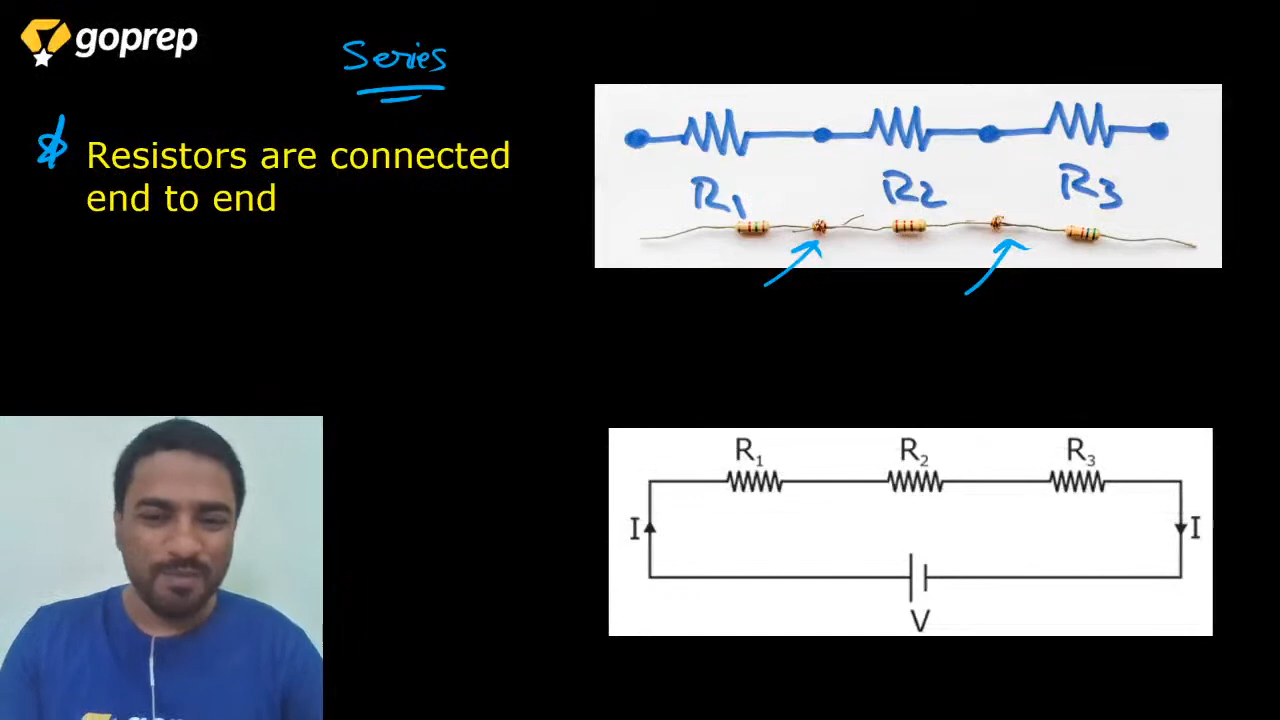 goprep
Series
Resistors are connected
end to end
R1 R2 R3
R1 R2 R3
I I
V